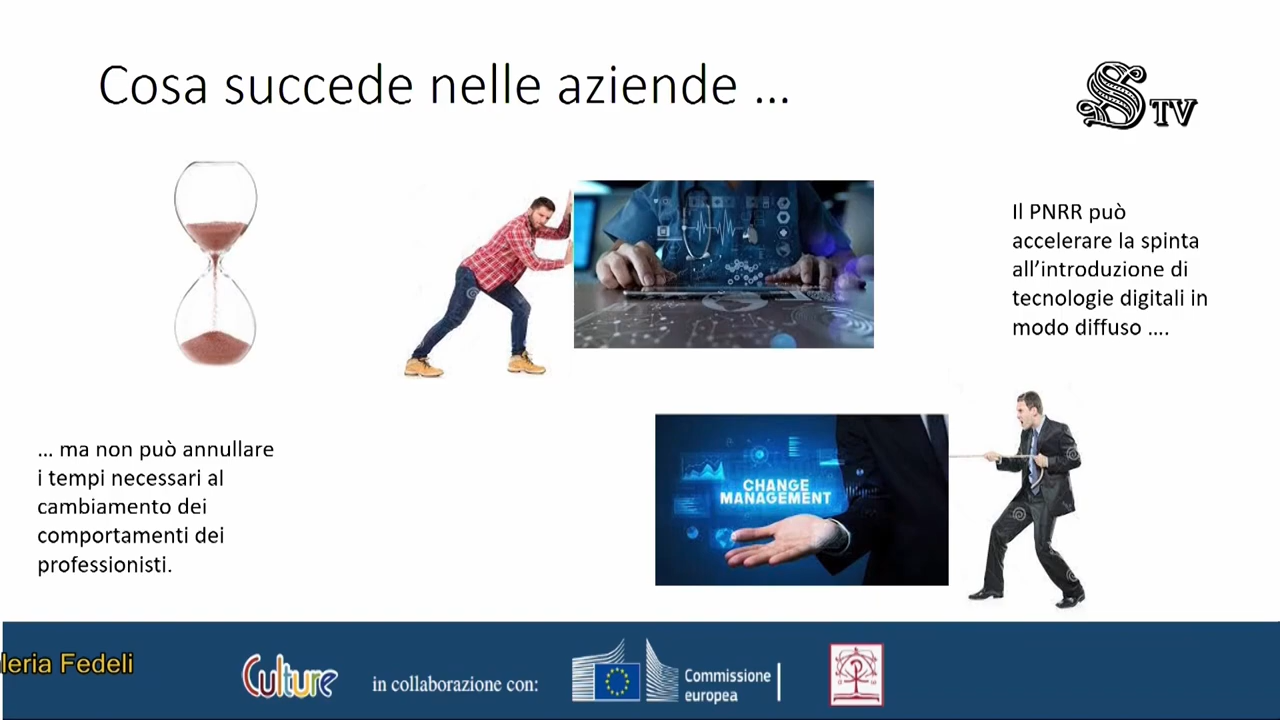 Cosa succede nelle aziende ...
S TV
Il PNRR può
accelerare la spinta
all’introduzione di
tecnologie digitali in
modo diffuso ....
... ma non può annullare
i tempi necessari al
cambiamento dei
comportamenti dei
professionisti.
CHANGE
MANAGEMENT
leria Fedeli
Culture
in collaborazione con:
Commissione
europea